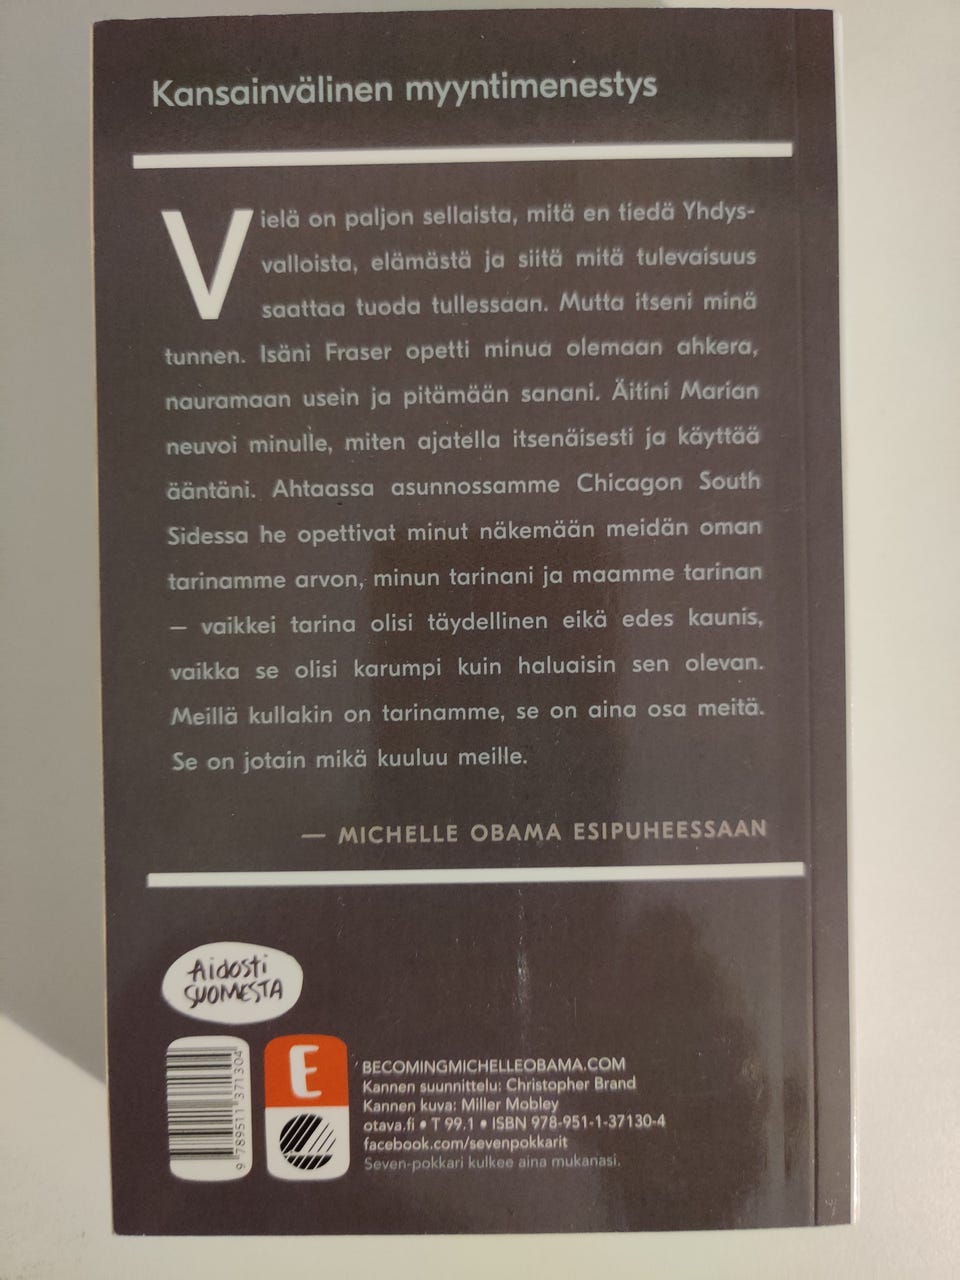 Kansainvälinen myyntimenestys
Vielä on paljon sellaista, mitä en tiedä Yhdys-
valloista, elämästä ja siitä mitä tulevaisuus
saattaa tuoda tullessaan. Mutta itseni minä
tunnen. Isäni Fraser opetti minua olemaan ahkera,
nauramaan usein ja pitämään sanani. Äitini Marian
neuvoi minulle, miten ajatella itsenäisesti ja käyttää
ääntäni. Ahtaassa asunnossamme Chicagon South
Sidessa he opettivat minut näkemään meidän oman
tarinamme arvon, minun tarinani ja maamme tarinan
– vaikkei tarina olisi täydellinen eikä edes kaunis,
vaikka se olisi karumpi kuin haluaisin sen olevan.
Meillä kullakin on tarinamme, se on aina osa meitä.
Se on jotain mikä kuuluu meille.
— MICHELLE OBAMA ESIPUHEESSAAN
Aidosti
SUOMESTA
9 789511 371304
E
BECOMINGMICHELLEOBAMA.COM
Kannen suunnittelu: Christopher Brand
Kannen kuva: Miller Mobley
otava.fi • T 99.1 • ISBN 978-951-1-37130-4
facebook.com/sevenpokkarit
Seven-pokkari kulkee aina mukanasi.